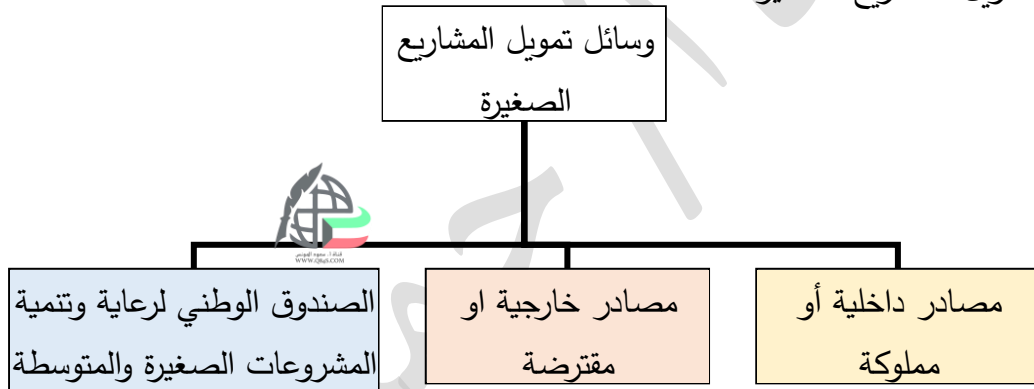 وسائل تمويل المشاريع
الصغيرة
مصادر داخلية أو
مملوكة
مصادر خارجية او
مقترضة
الصندوق الوطني لرعاية وتنمية
المشروعات الصغيرة والمتوسطة